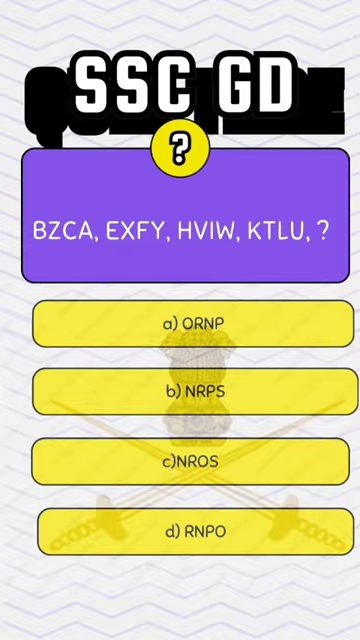 SSC GD
?
BZCA, EXFY, HVIW, KTLU, ?
a) ORNP
b) NRPS
c)NROS
d) RNPO